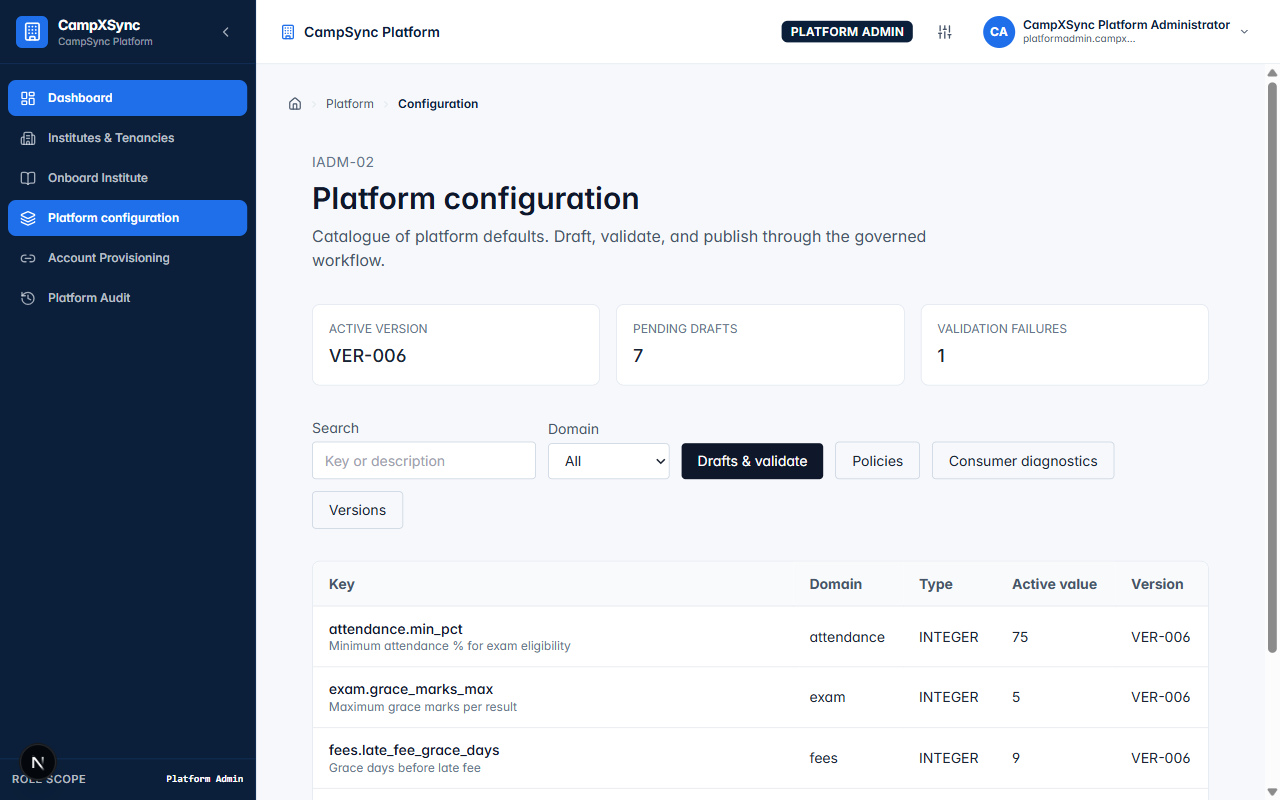 CampXSync
CampSync Platform
CampSync Platform
PLATFORM ADMIN
CA
CampXSync Platform Administrator
platformadmin.campx...
Dashboard
Institutes & Tenancies
Onboard Institute
Platform configuration
Account Provisioning
Platform Audit
N
ROLE SCOPE
Platform Admin
Platform
Configuration
IADM-02
Platform configuration
Catalogue of platform defaults. Draft, validate, and publish through the governed
workflow.
ACTIVE VERSION
VER-006
PENDING DRAFTS
7
VALIDATION FAILURES
1
Search
Key or description
Domain
All
Drafts & validate
Policies
Consumer diagnostics
Versions
Key Domain Type Active value Version
attendance.min_pct
Minimum attendance % for exam eligibility
attendance INTEGER 75 VER-006
exam.grace_marks_max
Maximum grace marks per result
exam INTEGER 5 VER-006
fees.late_fee_grace_days
Grace days before late fee
fees INTEGER 9 VER-006